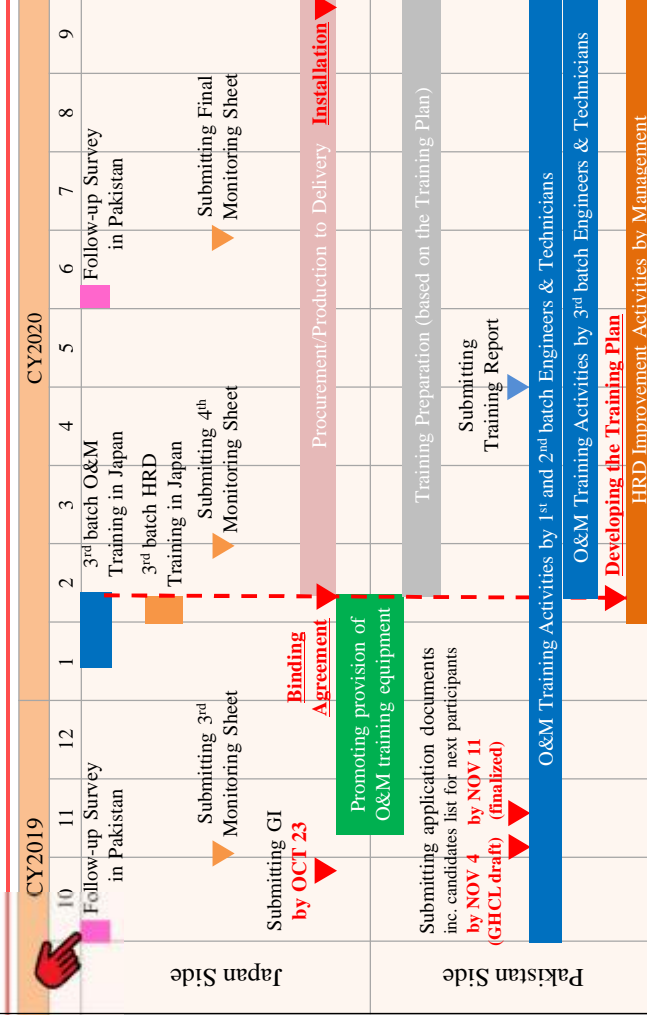 CY2019
CY2020
10
11
12
1
2
3
4
5
6
7
8
9
Japan Side
Follow-up Survey
in Pakistan
3rd batch O&M
Training in Japan
Follow-up Survey
in Pakistan
3rd batch HRD
Training in Japan
Submitting 3rd
Monitoring Sheet
Submitting 4th
Monitoring Sheet
Submitting Final
Monitoring Sheet
Submitting GI
by OCT 23
Binding
Agreement
Procurement/Production to Delivery
Installation
Promoting provision of
O&M training equipment
Pakistan Side
Training Preparation (based on the Training Plan)
Submitting application documents
inc. candidates list for next participants
by NOV 4
(GHCL draft)
by NOV 11
(finalized)
Submitting
Training Report
O&M Training Activities by 1st and 2nd batch Engineers & Technicians
O&M Training Activities by 3rd batch Engineers & Technicians
Developing the Training Plan
HRD Improvement Activities by Management